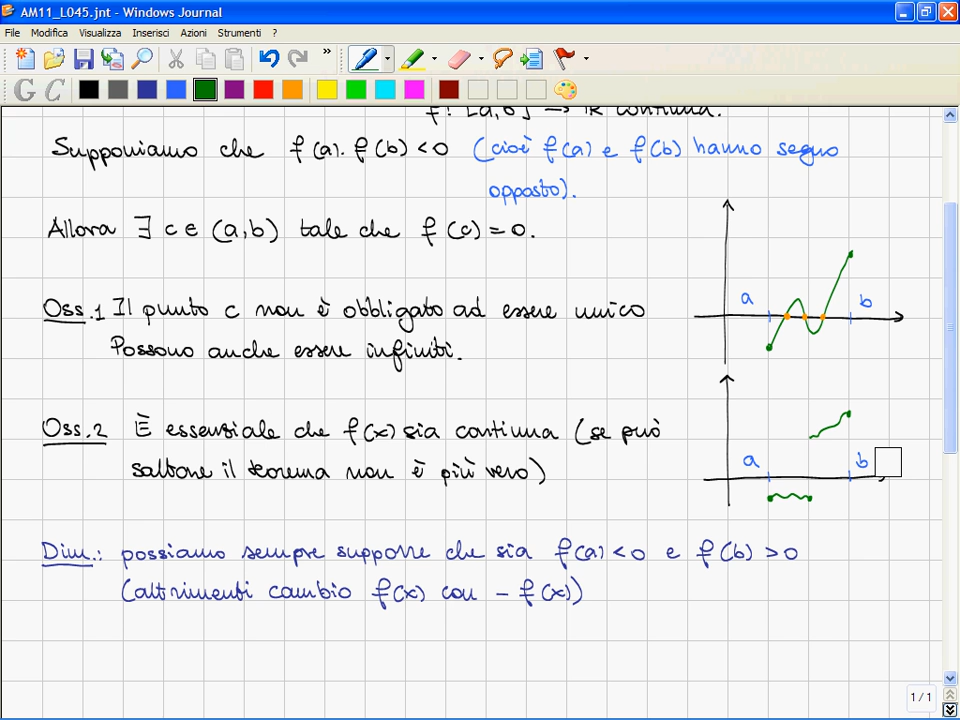 AM11_L045.jnt - Windows Journal
File Modifica Visualizza Inserisci Azioni Strumenti ?
G C
f: [a,b] → ℝ continua.
Supponiamo che f(a). f(b) < 0 (cioè f(a) e f(b) hanno segno
opposto).
Allora ∃ c ∈ (a,b) tale che f(c) = 0.
Oss.1 Il punto c non è obbligato ad essere unico
Possono anche essere infiniti.
a b
Oss.2 È essenziale che f(x) sia continua (se può
saltare il teorema non è più vero)
a b
Dim.: possiamo sempre supporre che sia f(a) < 0 e f(b) > 0
(altrimenti cambio f(x) con - f(x))
1 / 1